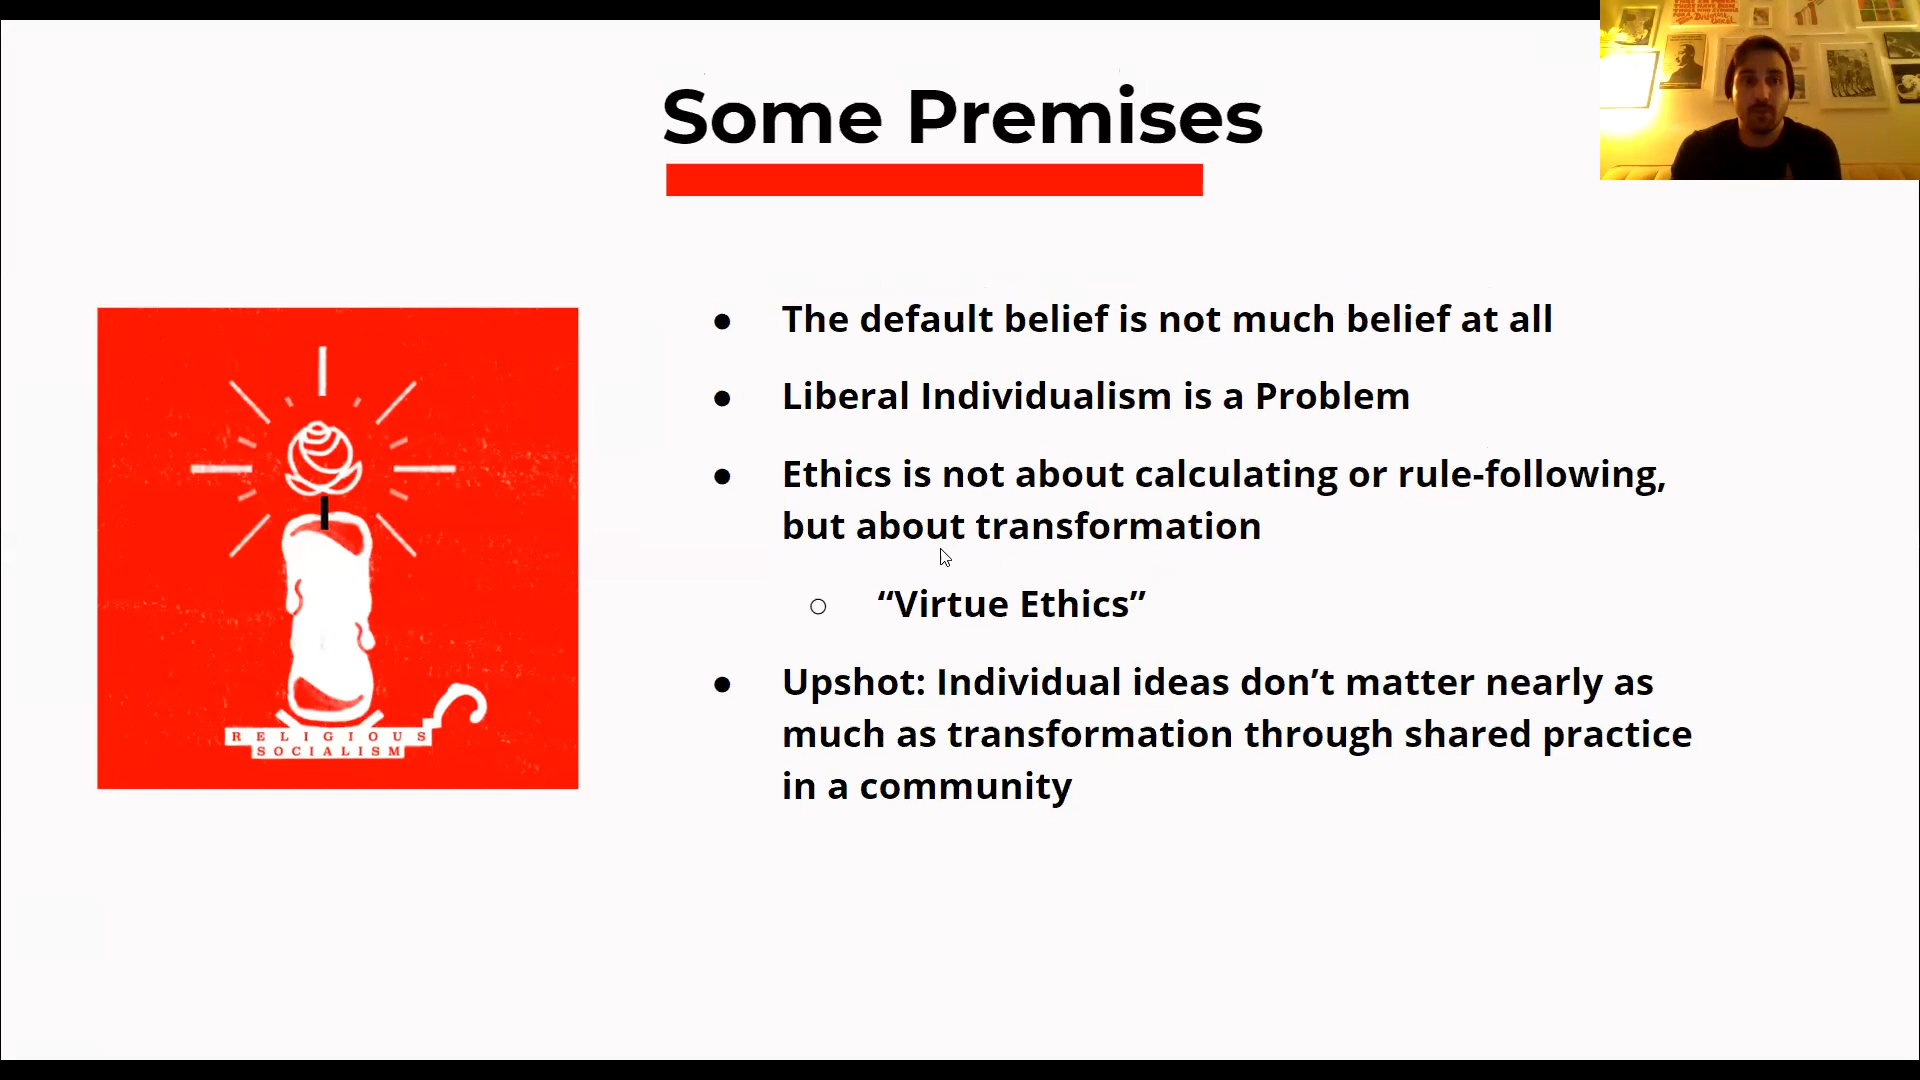 Some Premises
The default belief is not much belief at all
Liberal Individualism is a Problem
Ethics is not about calculating or rule-following,
but about transformation
“Virtue Ethics”
Upshot: Individual ideas don’t matter nearly as
much as transformation through shared practice
in a community
RELIGIOUS
SOCIALISM